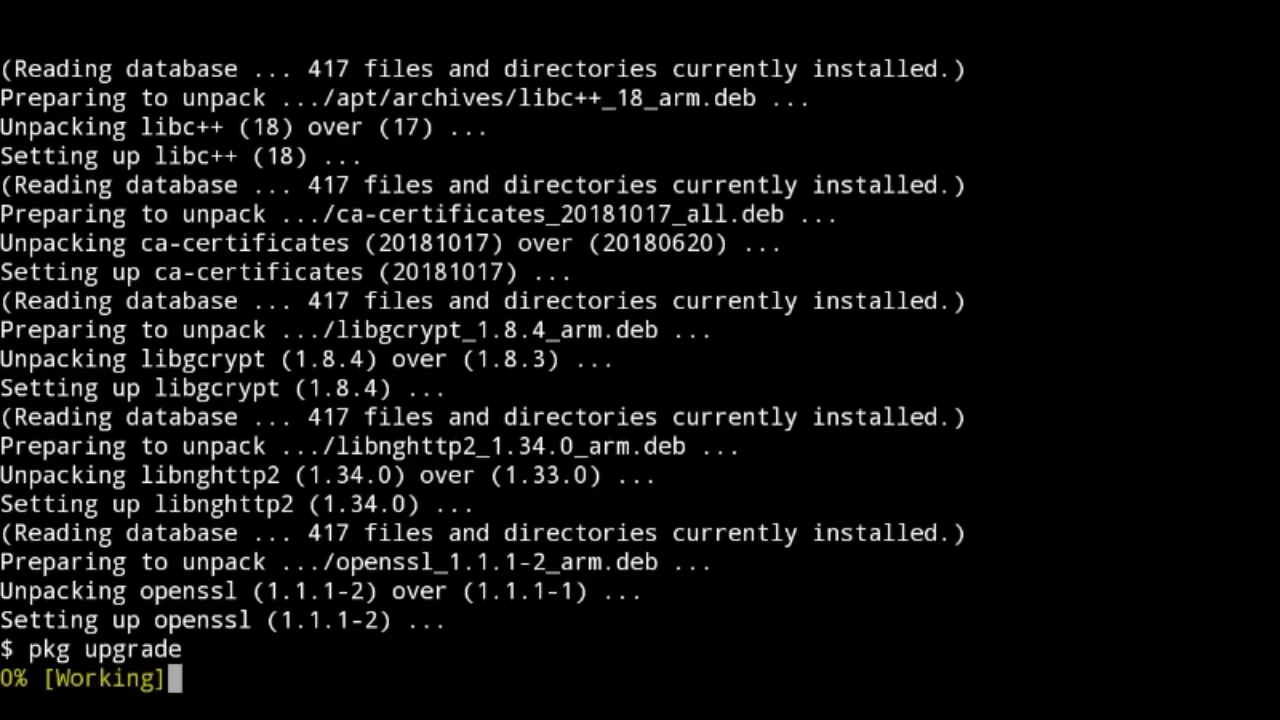 (Reading database ... 417 files and directories currently installed.)
Preparing to unpack .../apt/archives/libc++_18_arm.deb ...
Unpacking libc++ (18) over (17) ...
Setting up libc++ (18) ...
(Reading database ... 417 files and directories currently installed.)
Preparing to unpack .../ca-certificates_20181017_all.deb ...
Unpacking ca-certificates (20181017) over (20180620) ...
Setting up ca-certificates (20181017) ...
(Reading database ... 417 files and directories currently installed.)
Preparing to unpack .../libgcrypt_1.8.4_arm.deb ...
Unpacking libgcrypt (1.8.4) over (1.8.3) ...
Setting up libgcrypt (1.8.4) ...
(Reading database ... 417 files and directories currently installed.)
Preparing to unpack .../libnghttp2_1.34.0_arm.deb ...
Unpacking libnghttp2 (1.34.0) over (1.33.0) ...
Setting up libnghttp2 (1.34.0) ...
(Reading database ... 417 files and directories currently installed.)
Preparing to unpack .../openssl_1.1.1-2_arm.deb ...
Unpacking openssl (1.1.1-2) over (1.1.1-1) ...
Setting up openssl (1.1.1-2) ...
$ pkg upgrade
0% [Working]